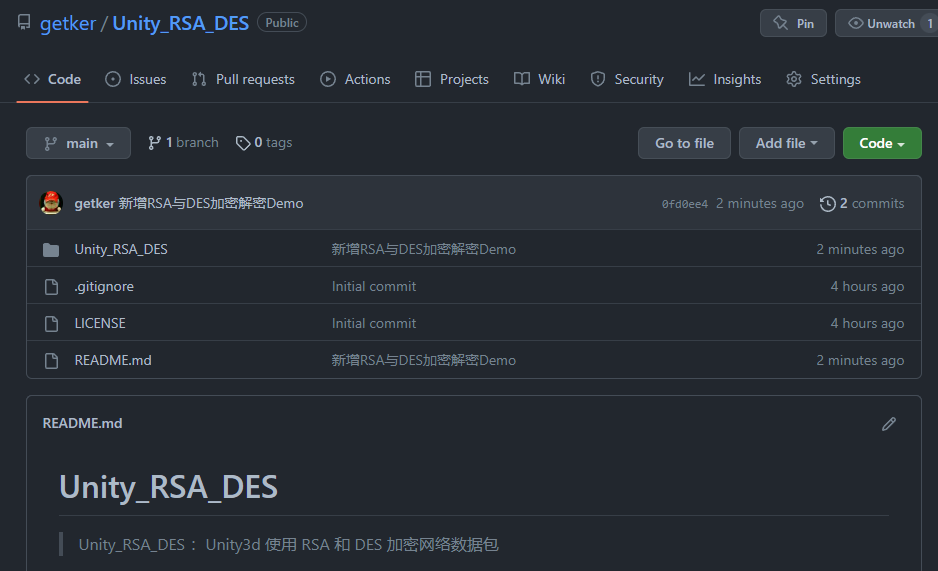 getker / Unity_RSA_DES Public Pin Unwatch 1
Code Issues Pull requests Actions Projects Wiki Security Insights Settings
main 1 branch 0 tags Go to file Add file Code
getker 新增RSA与DES加密解密Demo 0fd0ee4 2 minutes ago 2 commits
Unity_RSA_DES 新增RSA与DES加密解密Demo 2 minutes ago
.gitignore Initial commit 4 hours ago
LICENSE Initial commit 4 hours ago
README.md 新增RSA与DES加密解密Demo 2 minutes ago
README.md
Unity_RSA_DES
Unity_RSA_DES ：Unity3d 使用 RSA 和 DES 加密网络数据包